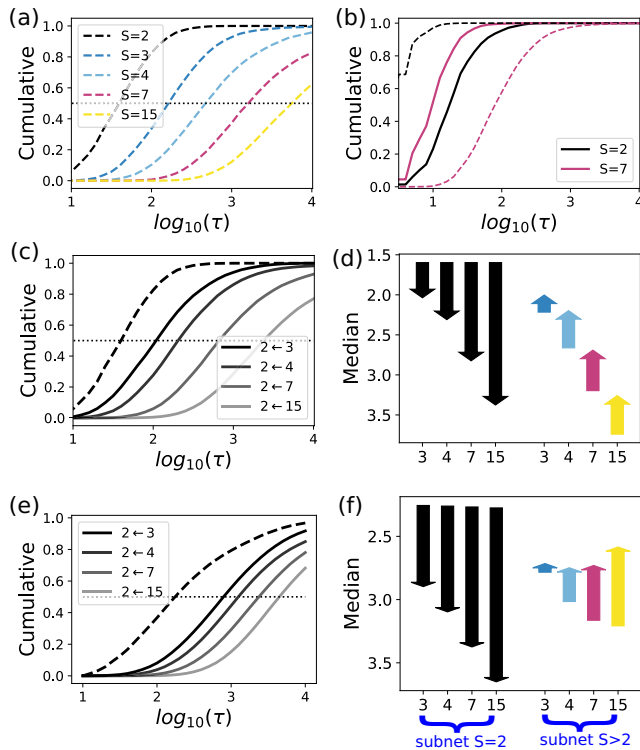 (a)
Cumulative
1.0
0.8
0.6
0.4
0.2
0.0
S=2
S=3
S=4
S=7
S=15
1 2 3 4
log₁₀(τ)
(b)
Cumulative
1.0
0.8
0.6
0.4
0.2
0.0
S=2
S=7
1 2 3 4
log₁₀(τ)
(c)
Cumulative
1.0
0.8
0.6
0.4
0.2
0.0
2←3
2←4
2←7
2←15
1 2 3 4
log₁₀(τ)
(d)
Median
1.5
2.0
2.5
3.0
3.5
3 4 7 15 3 4 7 15
(e)
Cumulative
1.0
0.8
0.6
0.4
0.2
0.0
2←3
2←4
2←7
2←15
1 2 3 4
log₁₀(τ)
(f)
Median
2.5
3.0
3.5
3 4 7 15 3 4 7 15
subnet S=2 subnet S>2